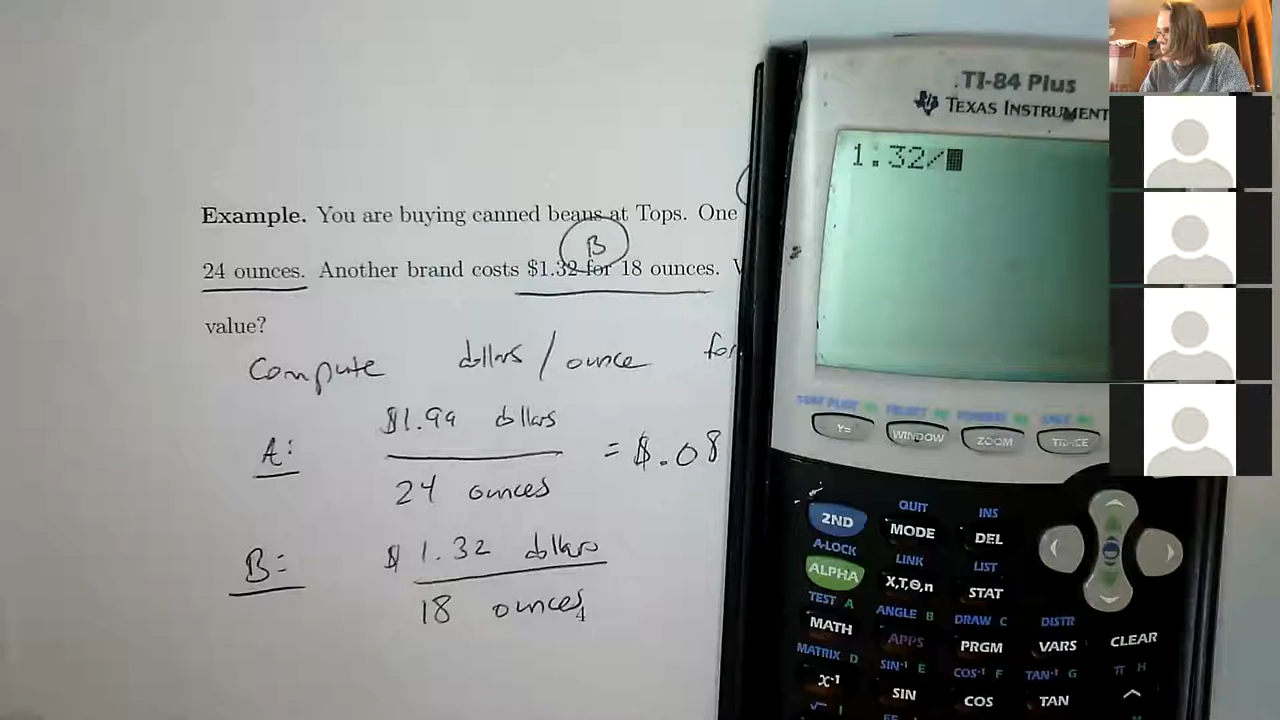 Example. You are buying canned beans at Tops. One
B
24 ounces. Another brand costs $1.32 for 18 ounces.
value?
Compute dollars / ounce for
A: $1.99 dollars
= $.08
24 ounces
B: $ 1.32 dollars
18 ounces
4
TI-84 Plus
TEXAS INSTRUMENT
1.32/
Y= WINDOW ZOOM TRACE
QUIT INS
2ND MODE DEL
A-LOCK LINK LIST
ALPHA X,T,Θ,n STAT
TEST A ANGLE B DRAW C DISTR
MATH APPS PRGM VARS CLEAR
MATRIX D SIN⁻¹ E COS⁻¹ F TAN⁻¹ G π H
X⁻¹ SIN COS TAN ^